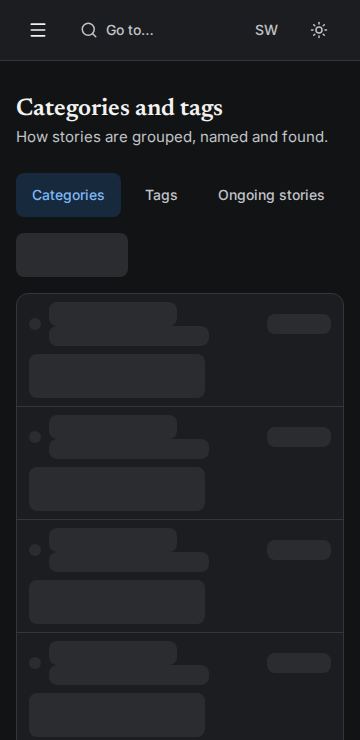 Go to...
SW
Categories and tags
How stories are grouped, named and found.
Categories
Tags
Ongoing stories